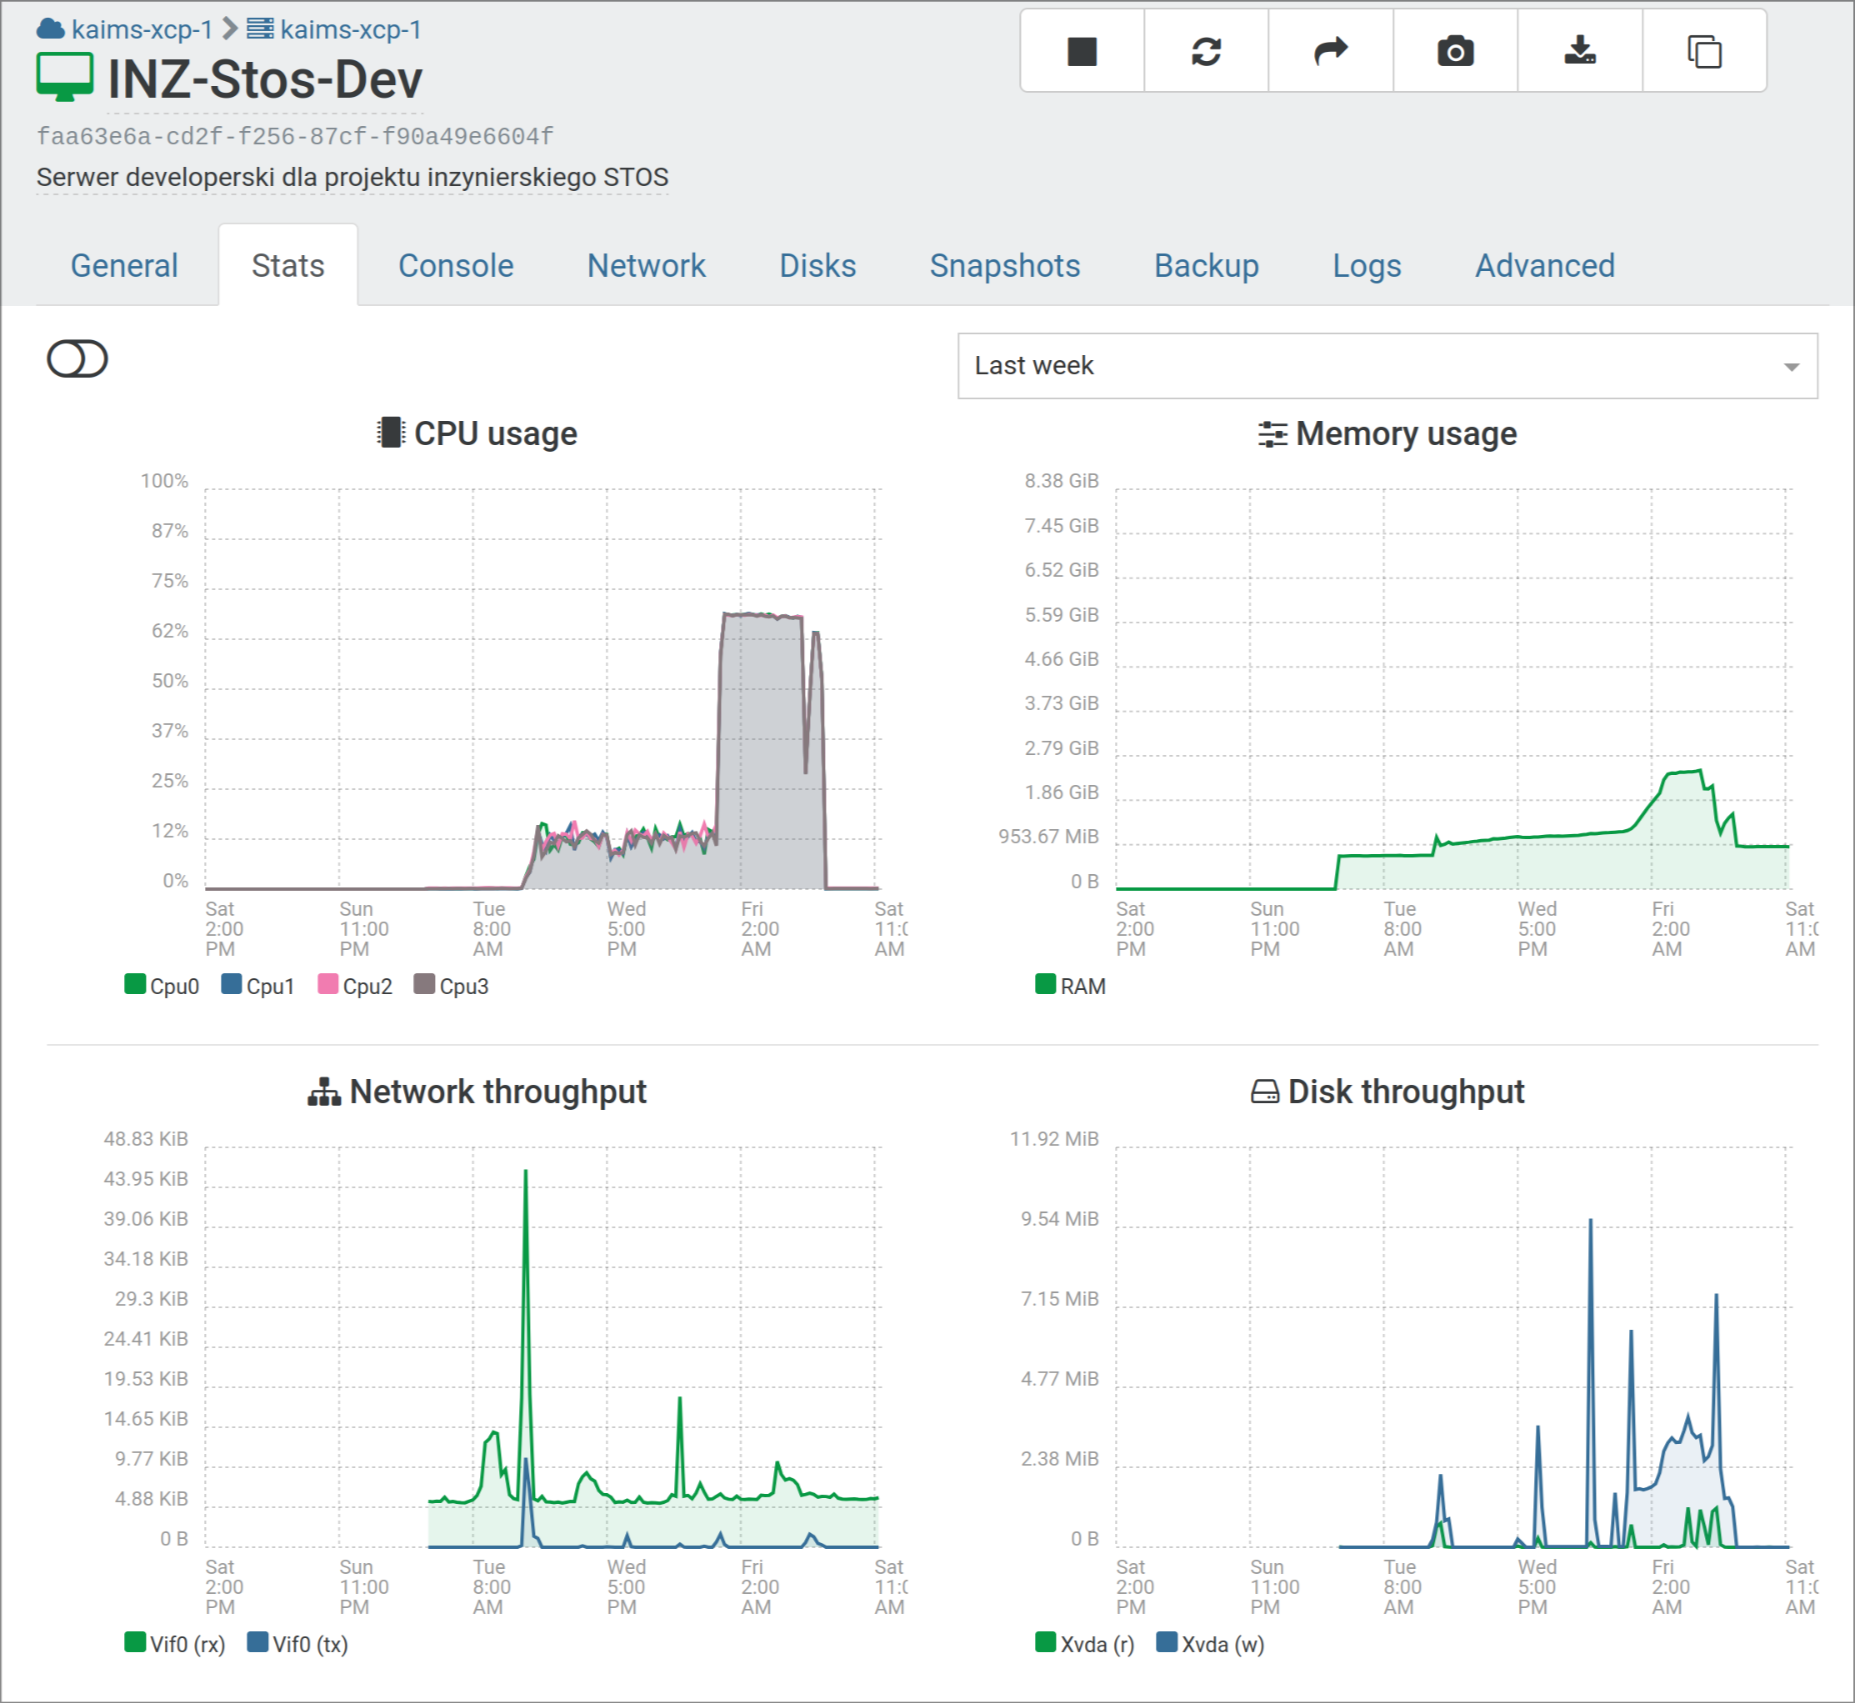 kaims-xcp-1 kaims-xcp-1
INZ-Stos-Dev
faa63e6a-cd2f-f256-87cf-f90a49e6604f
Serwer developerski dla projektu inzynierskiego STOS
General Stats Console Network Disks Snapshots Backup Logs Advanced
Last week
CPU usage
100%
87%
75%
62%
50%
37%
25%
12%
0%
Sat 2:00 PM
Sun 11:00 PM
Tue 8:00 AM
Wed 5:00 PM
Fri 2:00 AM
Sat 11:0 AM
Cpu0 Cpu1 Cpu2 Cpu3
Memory usage
8.38 GiB
7.45 GiB
6.52 GiB
5.59 GiB
4.66 GiB
3.73 GiB
2.79 GiB
1.86 GiB
953.67 MiB
0 B
Sat 2:00 PM
Sun 11:00 PM
Tue 8:00 AM
Wed 5:00 PM
Fri 2:00 AM
Sat 11:0 AM
RAM
Network throughput
48.83 KiB
43.95 KiB
39.06 KiB
34.18 KiB
29.3 KiB
24.41 KiB
19.53 KiB
14.65 KiB
9.77 KiB
4.88 KiB
0 B
Sat 2:00 PM
Sun 11:00 PM
Tue 8:00 AM
Wed 5:00 PM
Fri 2:00 AM
Sat 11:0 AM
Vif0 (rx) Vif0 (tx)
Disk throughput
11.92 MiB
9.54 MiB
7.15 MiB
4.77 MiB
2.38 MiB
0 B
Sat 2:00 PM
Sun 11:00 PM
Tue 8:00 AM
Wed 5:00 PM
Fri 2:00 AM
Sat 11:0 AM
Xvda (r) Xvda (w)